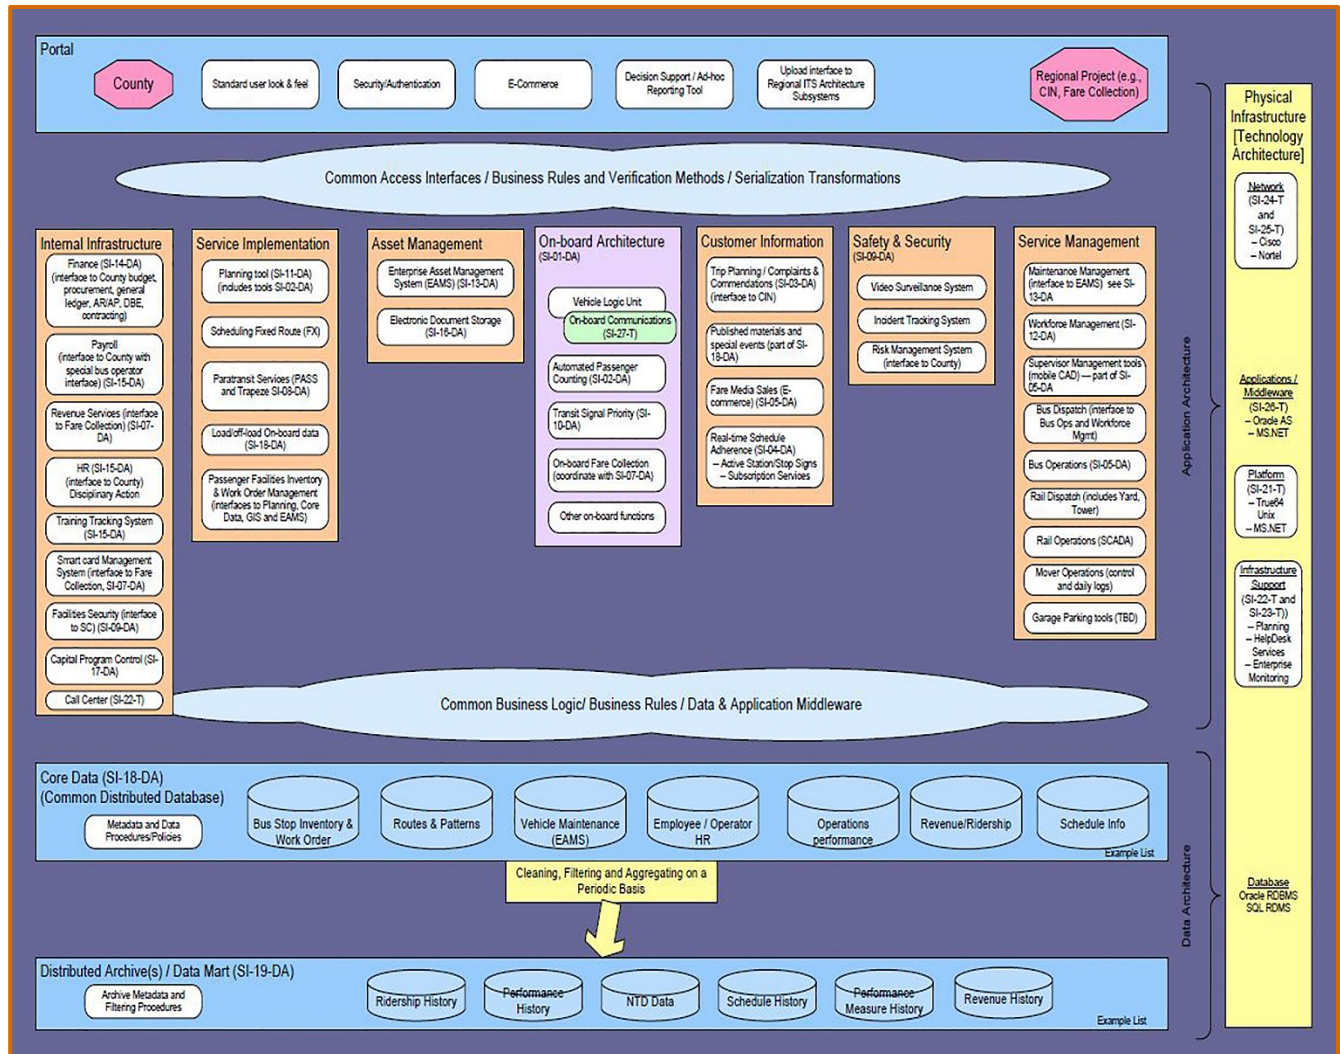 Portal
County
Standard user look & feel
Security/Authentication
E-Commerce
Decision Support / Ad-hoc
Reporting Tool
Upload interface to
Regional ITS Architecture
Subsystems
Regional Project (e.g.,
CIN, Fare Collection)
Common Access Interfaces / Business Rules and Verification Methods / Serialization Transformations
Internal Infrastructure
Finance (SI-14-DA)
(interface to County budget,
procurement, general
ledger, AR/AP, DBE,
contracting)
Payroll
(interface to County with
special bus operator
interface) (SI-15-DA)
Revenue Services (interface
to Fare Collection) (SI-07-
DA)
HR (SI-15-DA)
(interface to County)
Disciplinary Action
Training Tracking System
(SI-15-DA)
Smart card Management
System (interface to Fare
Collection, SI-07-DA)
Facilities Security (interface
to SC) (SI-09-DA)
Capital Program Control (SI-
17-DA)
Call Center (SI-22-T)
Service Implementation
Planning tool (SI-11-DA)
(includes tools SI-02-DA)
Scheduling Fixed Route (FX)
Paratransit Services (PASS
and Trapeze SI-08-DA)
Load/off-load On-board data
(SI-18-DA)
Passenger Facilities Inventory
& Work Order Management
(interfaces to Planning, Core
Data, GIS and EAMS)
Asset Management
Enterprise Asset Management
System (EAMS) (SI-13-DA)
Electronic Document Storage
(SI-16-DA)
On-board Architecture
(SI-01-DA)
Vehicle Logic Unit
On-board Communications
(SI-27-T)
Automated Passenger
Counting (SI-02-DA)
Transit Signal Priority (SI-
10-DA)
On-board Fare Collection
(coordinate with SI-07-DA)
Other on-board functions
Customer Information
Trip Planning / Complaints &
Commendations (SI-03-DA)
(interface to CIN)
Published materials and
special events (part of SI-
18-DA)
Fare Media Sales (E-
commerce) (SI-05-DA)
Real-time Schedule
Adherence (SI-04-DA)
– Active Station/Stop Signs
– Subscription Services
Safety & Security
(SI-09-DA)
Video Surveillance System
Incident Tracking System
Risk Management System
(interface to County)
Service Management
Maintenance Management
(interface to EAMS) see SI-
13-DA
Workforce Management (SI-
12-DA)
Supervisor Management tools
(mobile CAD) — part of SI-
05-DA
Bus Dispatch (interface to
Bus Ops and Workforce
Mgmt)
Bus Operations (SI-05-DA)
Rail Dispatch (includes Yard,
Tower)
Rail Operations (SCADA)
Mover Operations (control
and daily logs)
Garage Parking tools (TBD)
Common Business Logic/ Business Rules / Data & Application Middleware
Core Data (SI-18-DA)
(Common Distributed Database)
Metadata and Data
Procedures/Policies
Bus Stop Inventory &
Work Order
Routes & Patterns
Vehicle Maintenance
(EAMS)
Employee / Operator
HR
Operations
performance
Revenue/Ridership
Schedule Info
Example List
Cleaning, Filtering and Aggregating on a
Periodic Basis
Distributed Archive(s) / Data Mart (SI-19-DA)
Archive Metadata and
Filtering Procedures
Ridership History
Performance
History
NTD Data
Schedule History
Performance
Measure History
Revenue History
Example List
Application Architecture
Data Architecture
Physical
Infrastructure
[Technology
Architecture]
Network
(SI-24-T
and
SI-25-T)
– Cisco
– Nortel
Applications /
Middleware
(SI-26-T)
– Oracle AS
– MS.NET
Platform
(SI-21-T)
– True64
Unix
– MS.NET
Infrastructure
Support
(SI-22-T and
SI-23-T))
– Planning
– HelpDesk
Services
– Enterprise
Monitoring
Database
Oracle RDBMS
SQL RDMS